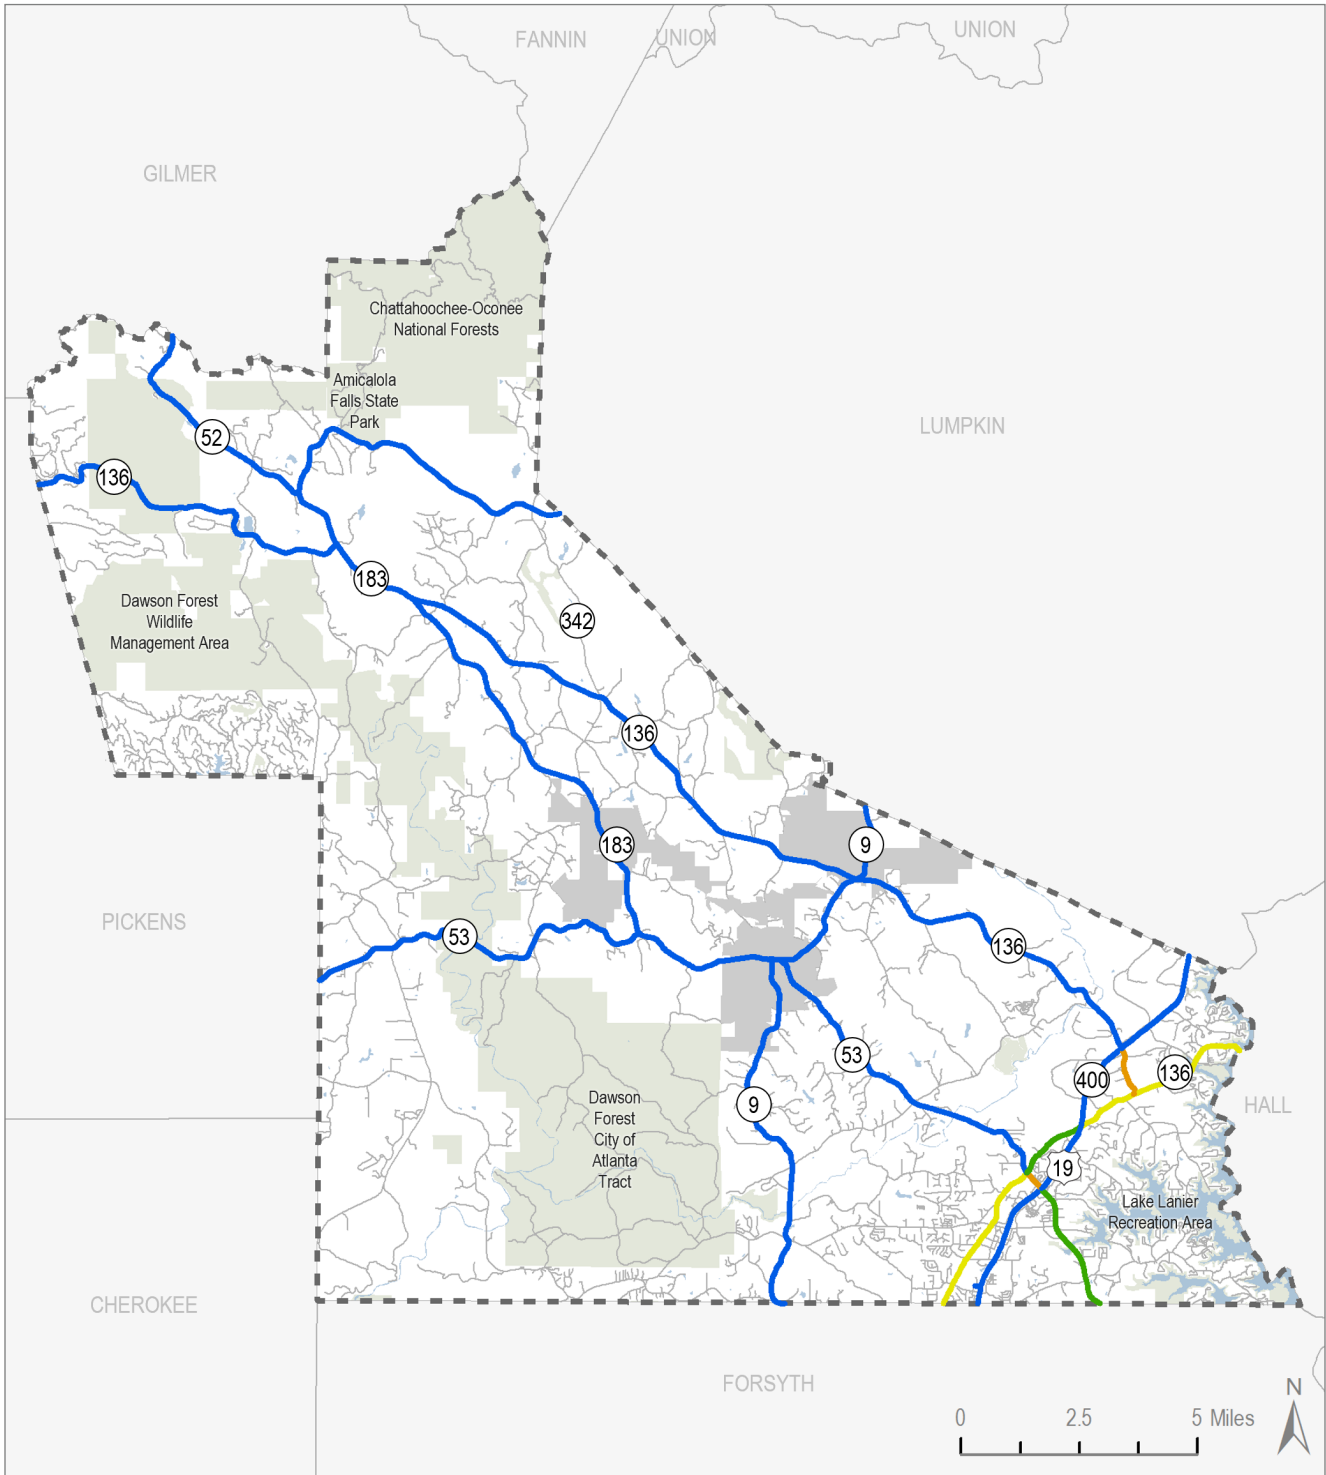 FANNIN
UNION
UNION
GILMER
Chattahoochee-Oconee
National Forests
Amicalola
Falls State
Park
LUMPKIN
52
136
183
Dawson Forest
Wildlife
Management Area
342
136
183
9
PICKENS
53
136
53
400
136
HALL
Dawson
Forest
City of
Atlanta
Tract
9
19
Lake Lanier
Recreation Area
CHEROKEE
FORSYTH
N
0 2.5 5 Miles